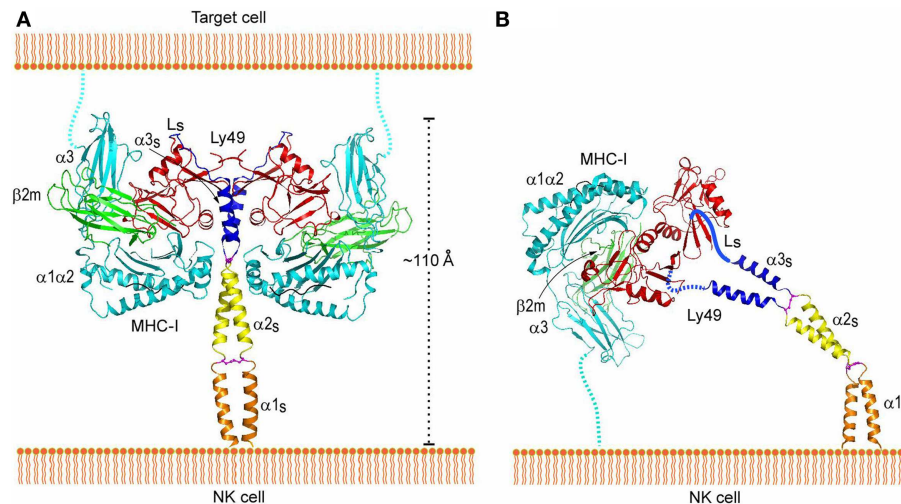 A
Target cell
Ls
α3s
Ly49
α3
β2m
~110 Å
α1α2
MHC-I
α2s
α1s
NK cell
B
MHC-I
α1α2
Ls
α3s
β2m
α3
Ly49
α2s
α1
NK cell